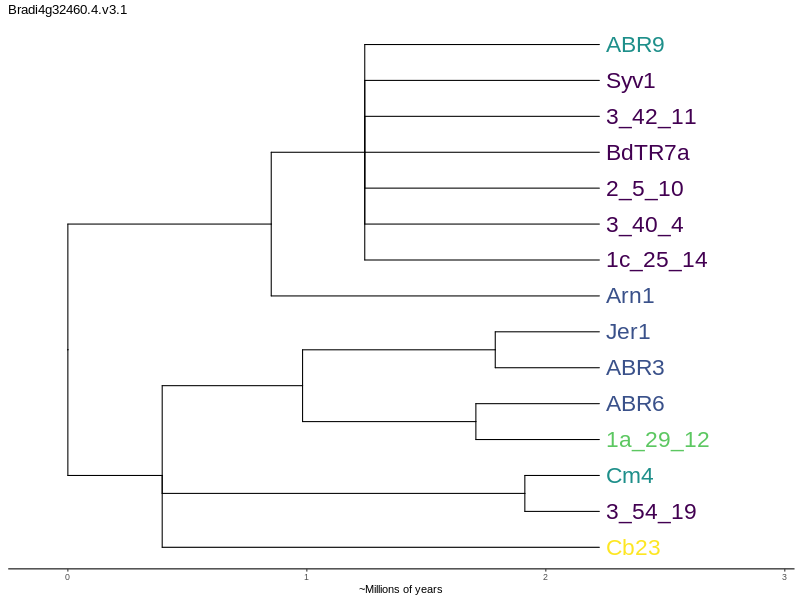 Bradi4g32460.4.v3.1
ABR9
Syv1
3_42_11
BdTR7a
2_5_10
3_40_4
1c_25_14
Arn1
Jer1
ABR3
ABR6
1a_29_12
Cm4
3_54_19
Cb23
0 1 2 3
~Millions of years